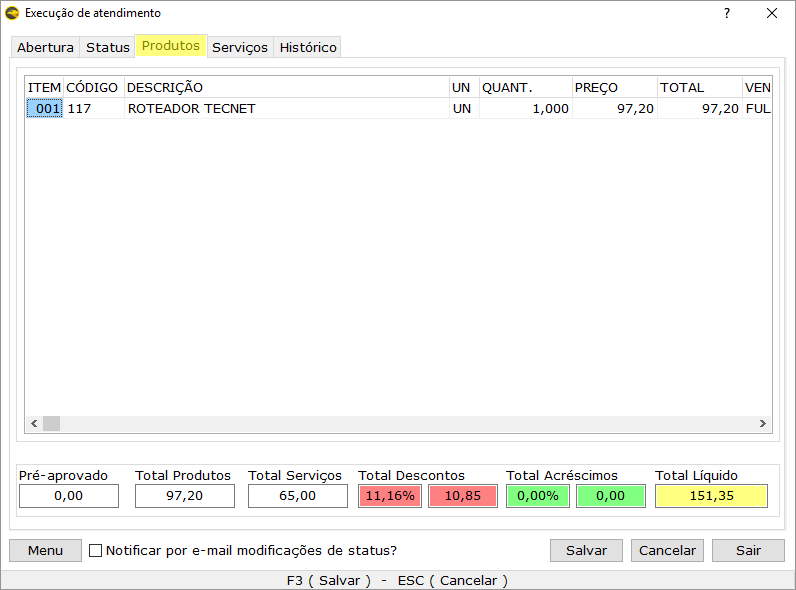 Execução de atendimento ?
Abertura Status Produtos Serviços Histórico
ITEM CÓDIGO DESCRIÇÃO UN QUANT. PREÇO TOTAL VEN
001 117 ROTEADOR TECNET UN 1,000 97,20 97,20 FUL
Pré-aprovado Total Produtos Total Serviços Total Descontos Total Acréscimos Total Líquido
0,00 97,20 65,00 11,16% 10,85 0,00% 0,00 151,35
Menu Notificar por e-mail modificações de status? Salvar Cancelar Sair
F3 ( Salvar ) - ESC ( Cancelar )